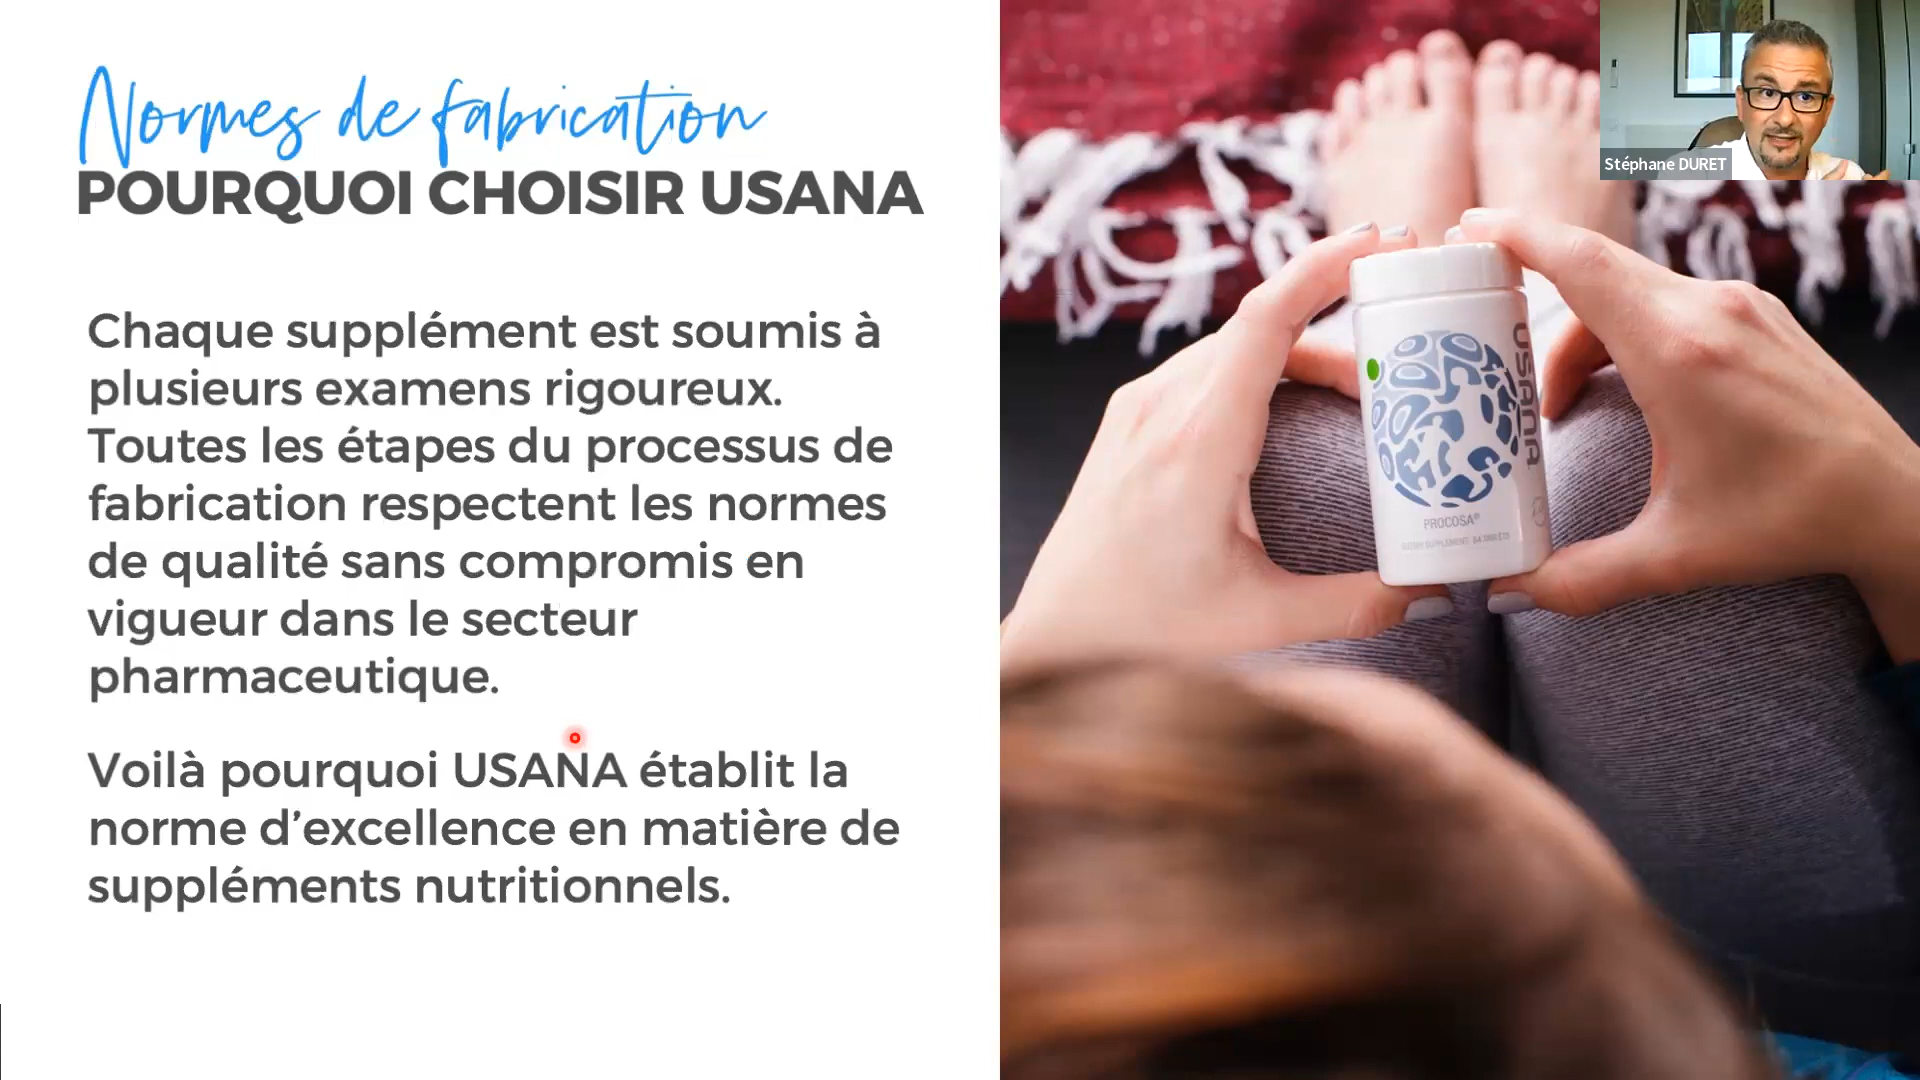 Normes de fabrication
POURQUOI CHOISIR USANA
Chaque supplément est soumis à
plusieurs examens rigoureux.
Toutes les étapes du processus de
fabrication respectent les normes
de qualité sans compromis en
vigueur dans le secteur
pharmaceutique.
Voilà pourquoi USANA établit la
norme d’excellence en matière de
suppléments nutritionnels.
Stéphane DURET
USANA
PROCOSA®
DIETARY SUPPLEMENT